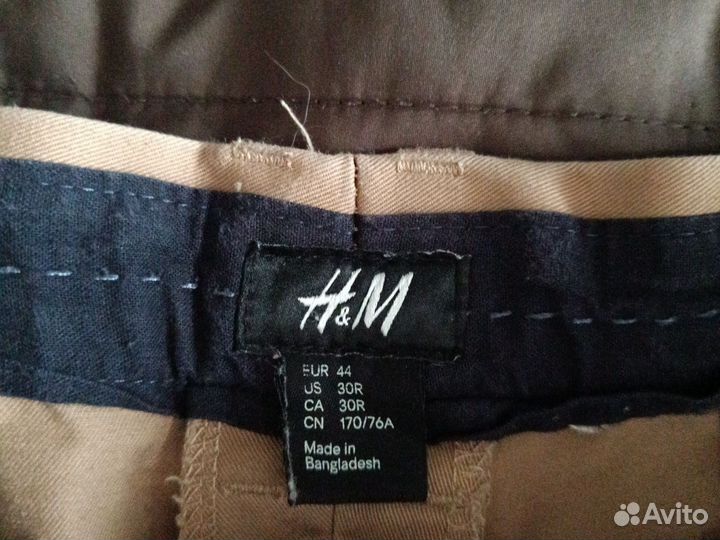 H&M
EUR 44
US 30R
CA 30R
CN 170/76A
Made in
Bangladesh
Avito